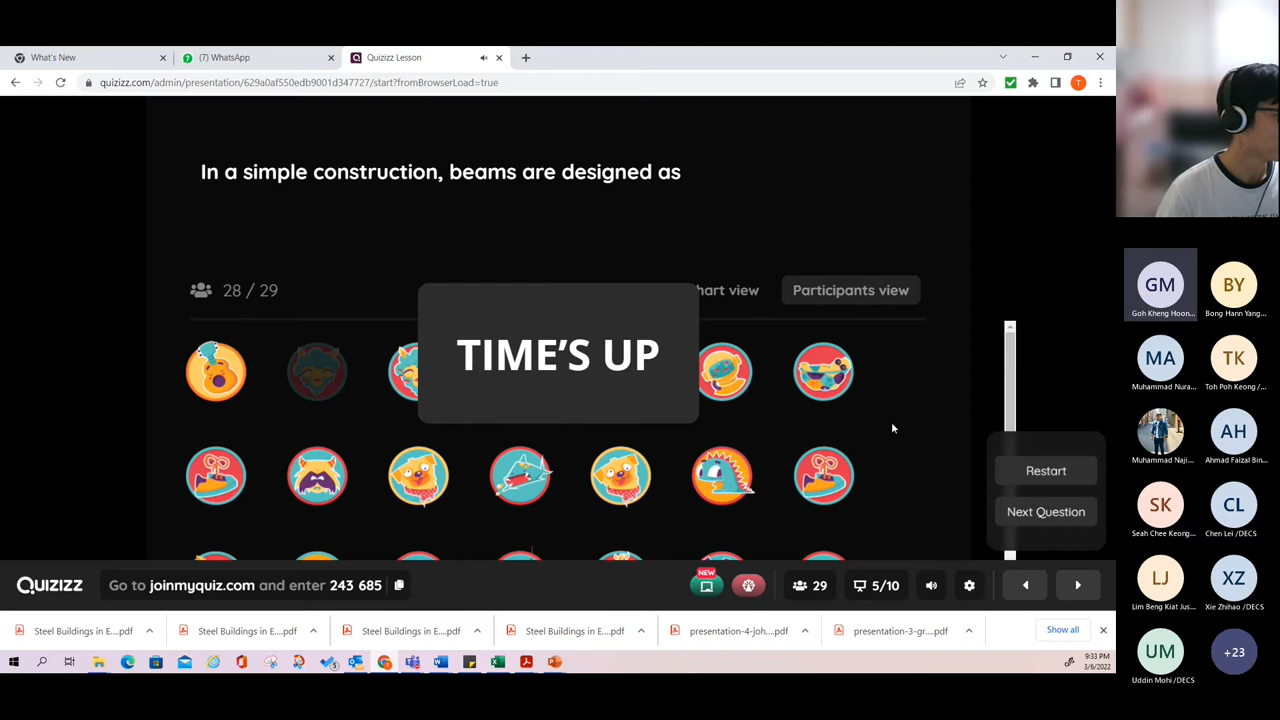 What's New
(7) WhatsApp
Quizizz Lesson
quizizz.com/admin/presentation/629a0af550edb9001d347727/start?fromBrowserLoad=true
T
In a simple construction, beams are designed as
28 / 29
hart view
Participants view
TIME'S UP
Restart
Next Question
QUIZIZZ
Go to joinmyquiz.com and enter 243 685
NEW
29
5/10
Steel Buildings in E....pdf
Steel Buildings in E....pdf
Steel Buildings in E....pdf
Steel Buildings in E....pdf
presentation-4-joh....pdf
presentation-3-gr....pdf
Show all
9:33 PM
3/6/2022
GM
Goh Kheng Hoon...
BY
Bong Hann Yang...
MA
Muhammad Nura...
TK
Toh Poh Keong /...
Muhammad Naji...
AH
Ahmad Faizal Bin...
SK
Seah Chee Keong...
CL
Chen Lei /DECS
LJ
Lim Beng Kiat Jus...
XZ
Xie Zhihao /DECS
UM
Uddin Mohi /DECS
+23